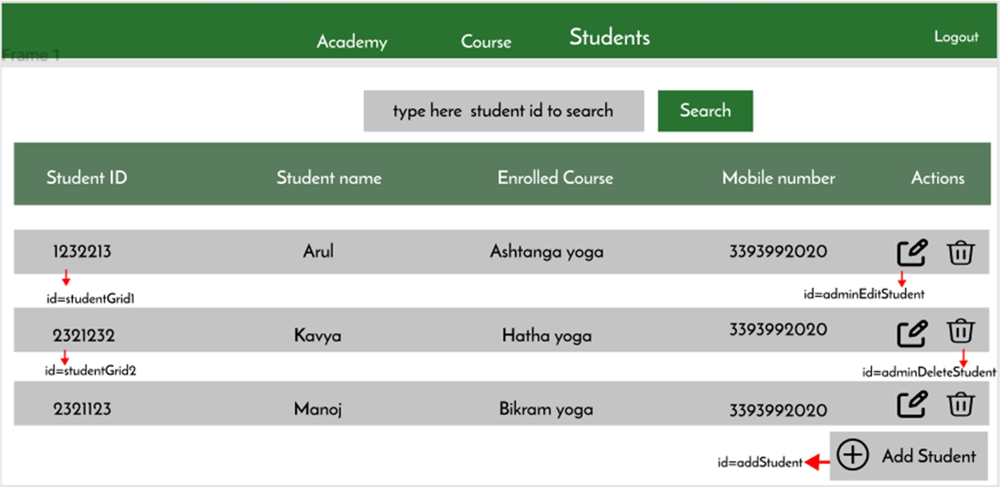 Academy Course Students Logout
Frame 1
type here student id to search Search
Student ID Student name Enrolled Course Mobile number Actions
1232213 Arul Ashtanga yoga 3393992020
id=studentGrid1 id=adminEditStudent
2321232 Kavya Hatha yoga 3393992020
id=studentGrid2 id=adminDeleteStudent
2321123 Manoj Bikram yoga 3393992020
id=addStudent Add Student